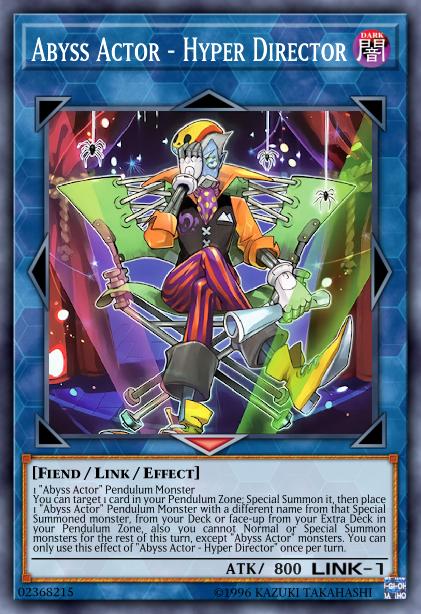 ABYSS ACTOR - HYPER DIRECTOR
DARK
闇
[FIEND / LINK / EFFECT]
1 "Abyss Actor" Pendulum Monster
You can target 1 card in your Pendulum Zone; Special Summon it, then place
1 "Abyss Actor" Pendulum Monster with a different name from that Special
Summoned monster, from your Deck or face-up from your Extra Deck in
your Pendulum Zone, also you cannot Normal or Special Summon
monsters for the rest of this turn, except "Abyss Actor" monsters. You can
only use this effect of "Abyss Actor - Hyper Director" once per turn.
ATK/ 800 LINK-1
02368215
©1996 KAZUKI TAKAHASHI